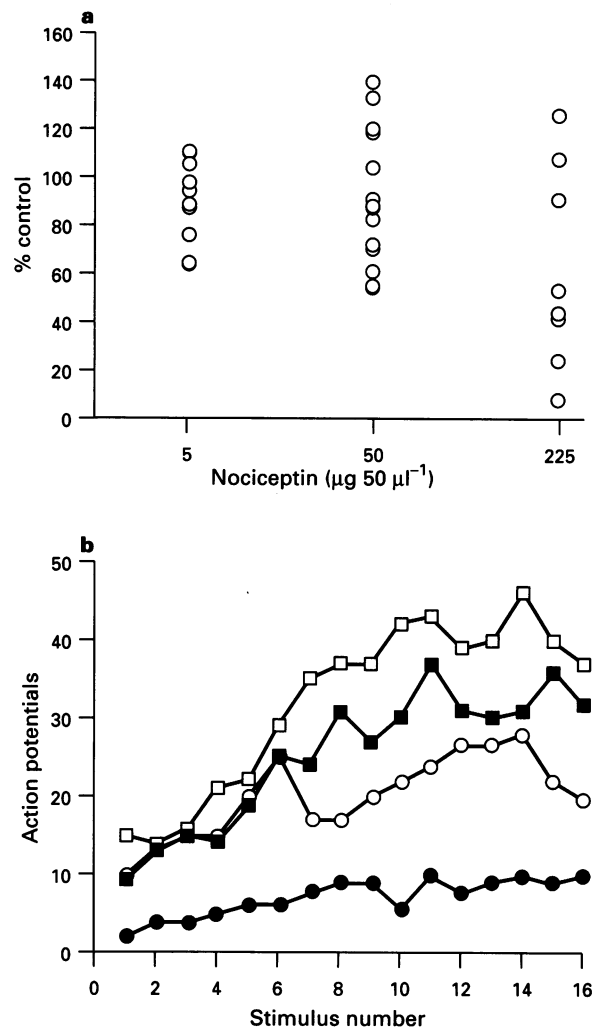 a
160
140
120
100
80
60
40
20
0
% control
5 50 225
Nociceptin (μg 50 μl⁻¹)
b
50
40
30
20
10
0
Action potentials
0 2 4 6 8 10 12 14 16
Stimulus number